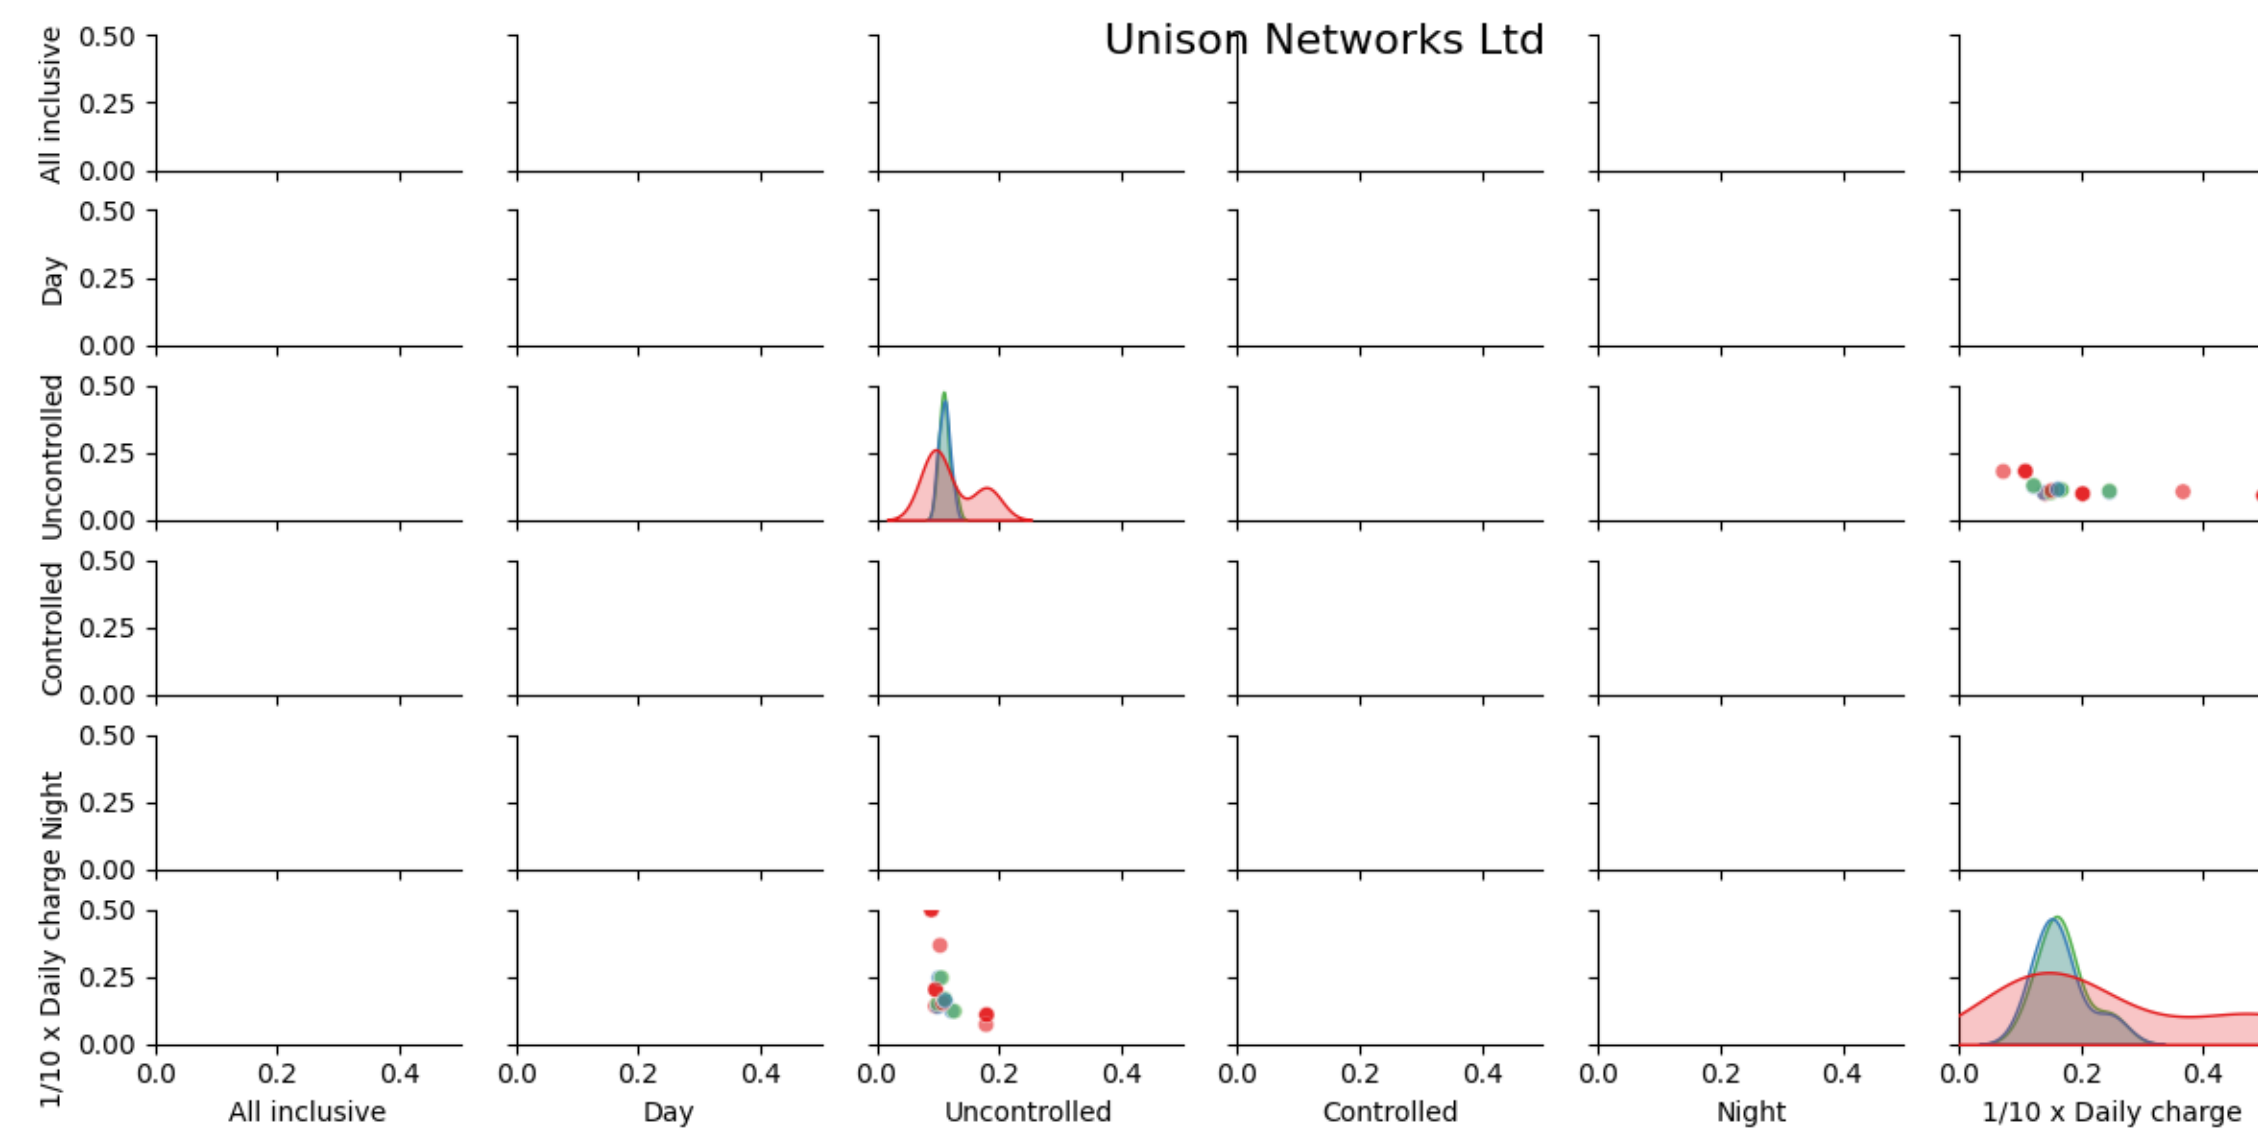 Unison Networks Ltd
All inclusive
0.50
0.25
0.00
Day
0.50
0.25
0.00
Uncontrolled
0.50
0.25
0.00
Controlled
0.50
0.25
0.00
Night
0.50
0.25
0.00
1/10 x Daily charge
0.50
0.25
0.00
0.0 0.2 0.4 0.0 0.2 0.4 0.0 0.2 0.4 0.0 0.2 0.4 0.0 0.2 0.4 0.0 0.2 0.4
All inclusive Day Uncontrolled Controlled Night 1/10 x Daily charge